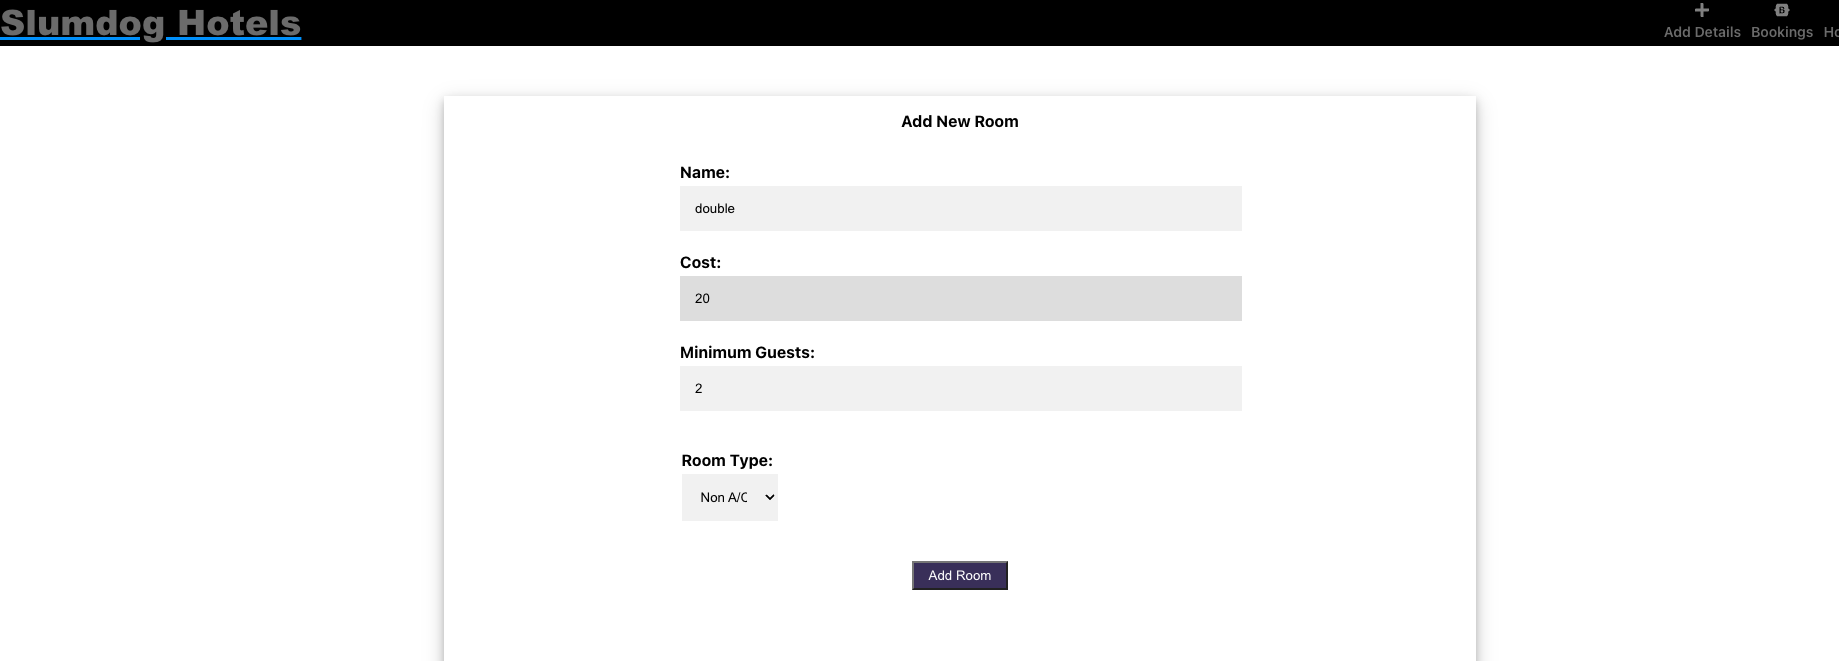 Slumdog Hotels
Add Details Bookings
Add New Room
Name:
double
Cost:
20
Minimum Guests:
2
Room Type:
Non A/C
Add Room